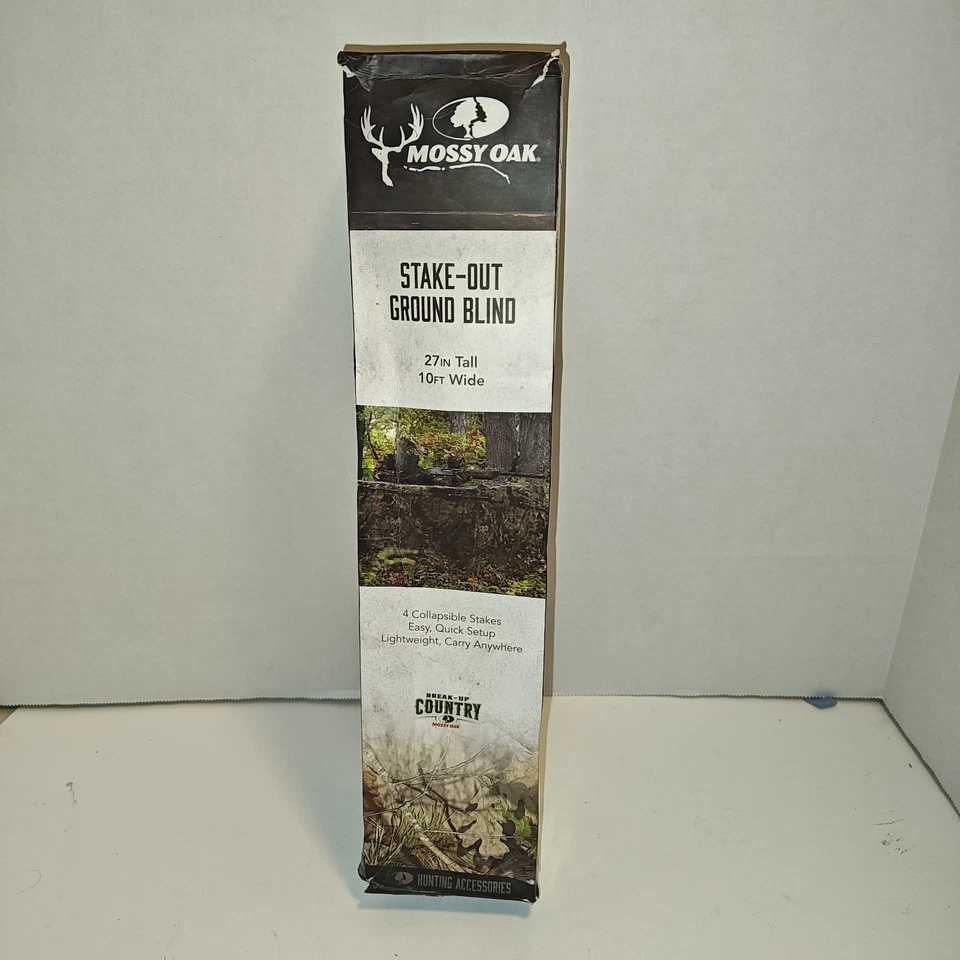 MOSSY OAK
STAKE-OUT
GROUND BLIND
27IN Tall
10FT Wide
4 Collapsible Stakes
Easy, Quick Setup
Lightweight, Carry Anywhere
BREAK-UP
COUNTRY
MOSSY OAK
HUNTING ACCESSORIES